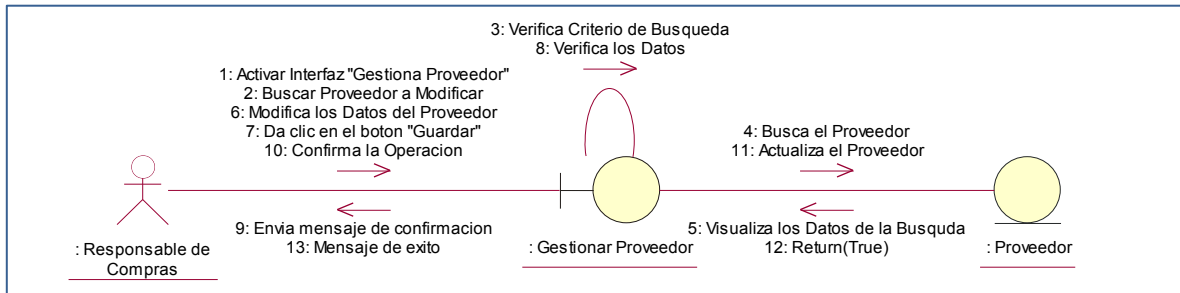 3: Verifica Criterio de Busqueda
8: Verifica los Datos
1: Activar Interfaz "Gestiona Proveedor"
2: Buscar Proveedor a Modificar
6: Modifica los Datos del Proveedor
7: Da clic en el boton "Guardar"
10: Confirma la Operacion
4: Busca el Proveedor
11: Actualiza el Proveedor
9: Envia mensaje de confirmacion
13: Mensaje de exito
5: Visualiza los Datos de la Busquda
12: Return(True)
: Responsable de
Compras
: Gestionar Proveedor
: Proveedor